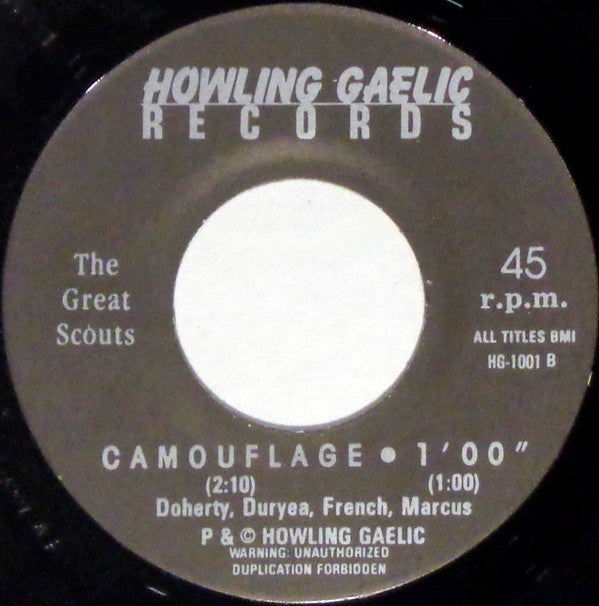 HOWLING GAELIC
RECORDS
The
Great
Scouts
45
r.p.m.
ALL TITLES BMI
HG-1001 B
CAMOUFLAGE • 1'00"
(2:10) (1:00)
Doherty, Duryea, French, Marcus
P & © HOWLING GAELIC
WARNING: UNAUTHORIZED
DUPLICATION FORBIDDEN